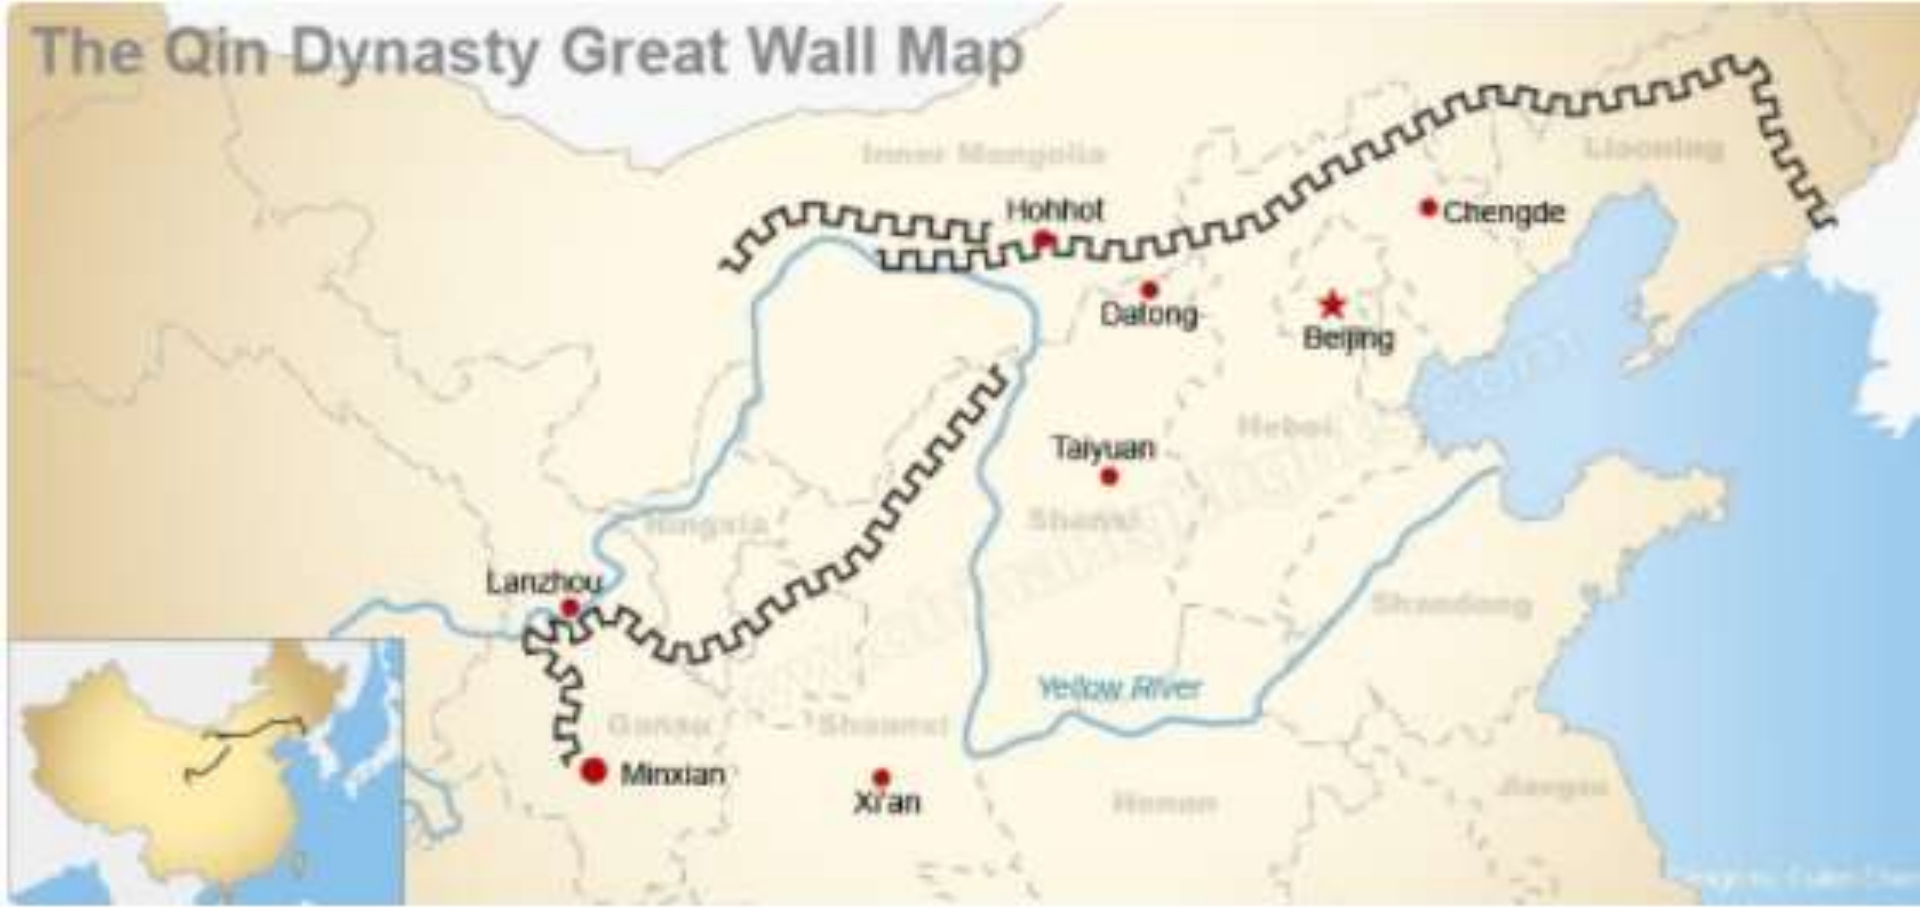 The Qin Dynasty Great Wall Map
Inner Mongolia
Liaoning
Hohhot
Chengde
Datong
Beijing
Hebei
Taiyuan
Shanxi
Ningxia
Lanzhou
Shandong
Yellow River
Gansu
Shaanxi
Minxian
Xi'an
Henan
Jiangsu